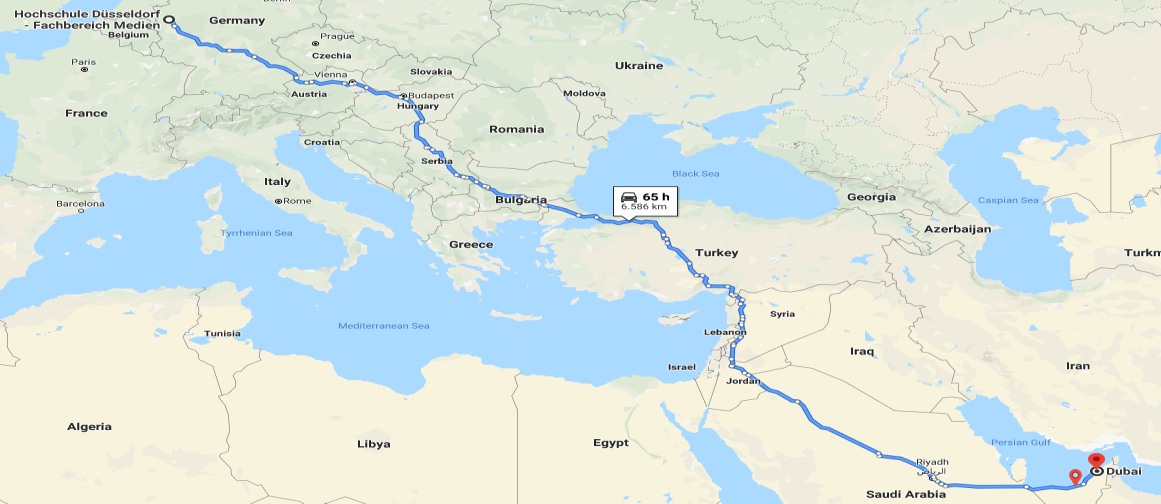 Hochschule Düsseldorf
- Fachbereich Medien
Germany
Belgium
Prague
Czechia
Paris
Vienna
Slovakia
Ukraine
Austria
Budapest
Hungary
Moldova
France
Romania
Croatia
Serbia
Italy
Rome
Barcelona
Black Sea
65 h
6.586 km
Bulgaria
Georgia
Caspian Sea
Azerbaijan
Tyrrhenian Sea
Greece
Turkey
Turkm
Mediterranean Sea
Tunisia
Syria
Lebanon
Iraq
Israel
Iran
Jordan
Algeria
Libya
Egypt
Persian Gulf
Riyadh
الرياض
Dubai
Saudi Arabia